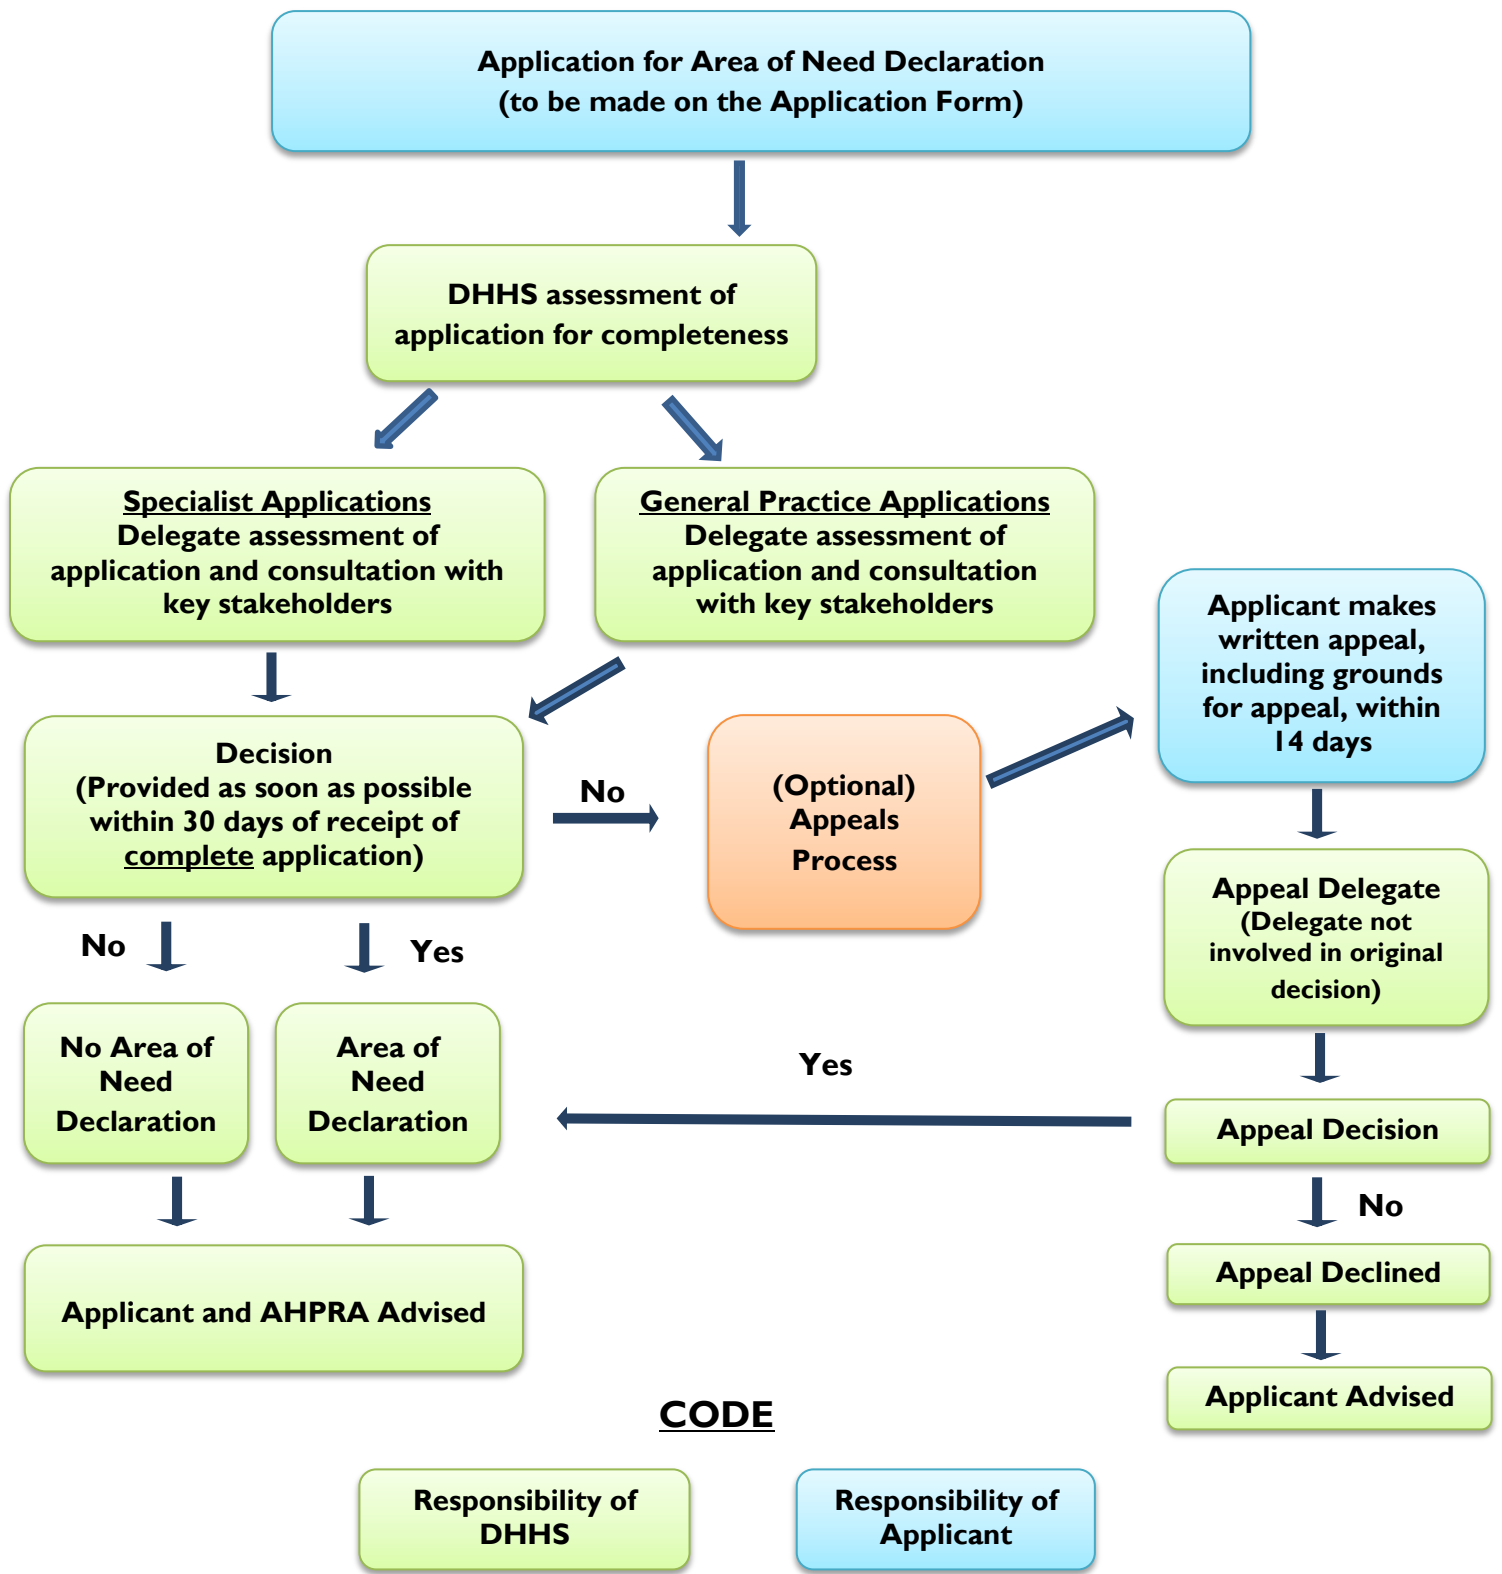 Application for Area of Need Declaration
(to be made on the Application Form)
DHHS assessment of
application for completeness
Specialist Applications
Delegate assessment of
application and consultation with
key stakeholders
General Practice Applications
Delegate assessment of
application and consultation
with key stakeholders
Applicant makes
written appeal,
including grounds
for appeal, within
14 days
Decision
(Provided as soon as possible
within 30 days of receipt of
complete application)
No
(Optional)
Appeals
Process
Appeal Delegate
(Delegate not
involved in original
decision)
No
Yes
No Area of
Need
Declaration
Area of
Need
Declaration
Yes
Appeal Decision
No
Appeal Declined
Applicant and AHPRA Advised
Applicant Advised
CODE
Responsibility of
DHHS
Responsibility of
Applicant